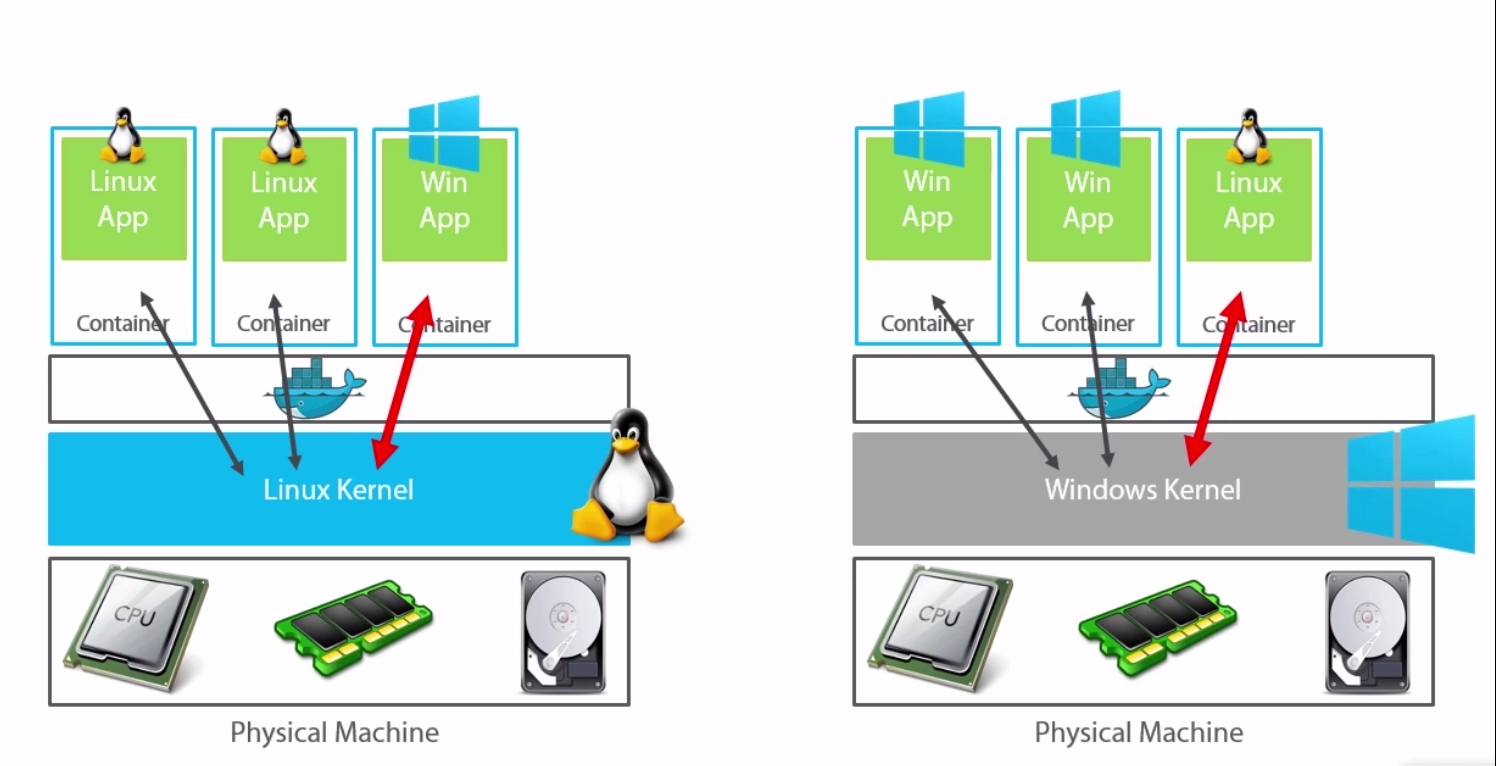 Linux
App
Container
Linux
App
Container
Win
App
Container
Linux Kernel
CPU
Physical Machine
Win
App
Container
Win
App
Container
Linux
App
Container
Windows Kernel
CPU
Physical Machine